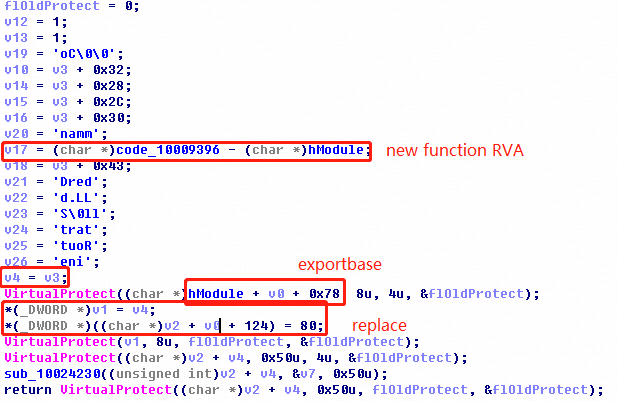 flOldProtect = 0;
v12 = 1;
v13 = 1;
v19 = 'oC\0\0';
v10 = v3 + 0x32;
v14 = v3 + 0x28;
v15 = v3 + 0x2C;
v16 = v3 + 0x30;
v20 = 'namm';
v17 = (char *)code_10009396 - (char *)hModule; new function RVA
v18 = v3 + 0x43;
v21 = 'Dred';
v22 = 'd.LL';
v23 = 'S\0ll';
v24 = 'trat';
v25 = 'tuoR';
v26 = 'eni';
exportbase
v4 = v3;
VirtualProtect((char *)hModule + v0 + 0x78 8u, 4u, &flOldProtect);
*(_DWORD *)v1 = v4;
*(_DWORD *)((char *)v2 + v0 + 124) = 80; replace
VirtualProtect(v1, 8u, flOldProtect, &flOldProtect);
VirtualProtect((char *)v2 + v4, 0x50u, 4u, &flOldProtect);
sub_10024230((unsigned int)v2 + v4, &v7, 0x50u);
return VirtualProtect((char *)v2 + v4, 0x50u, flOldProtect, &flOldProtect);